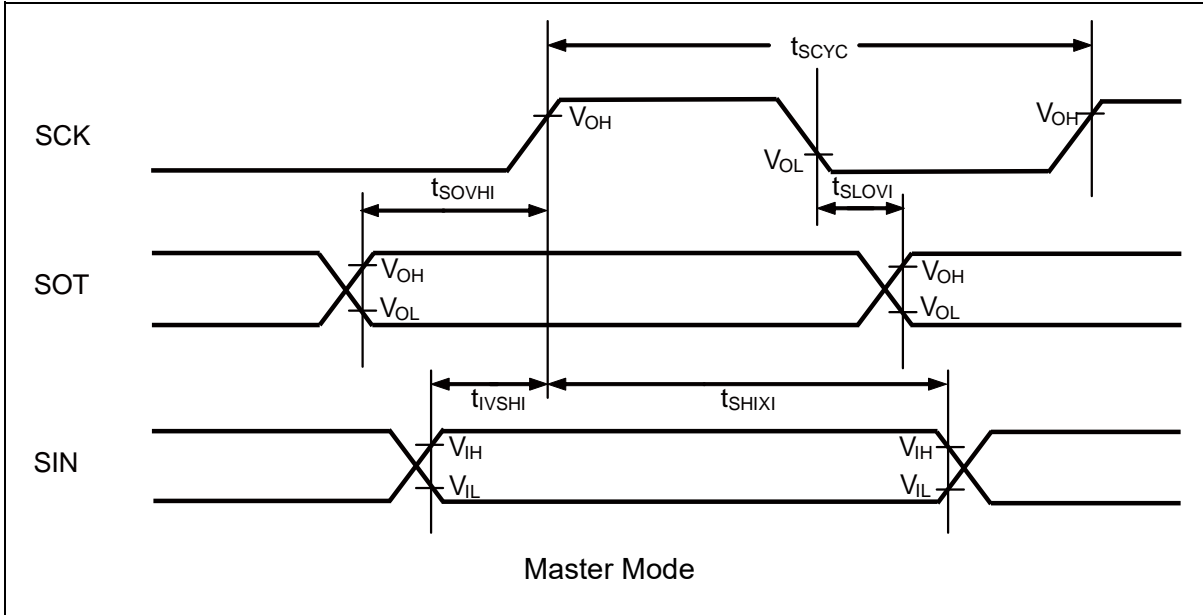 tSCYC
SCK
VOH
VOL
VOH
tSOVHI
tSLOVI
SOT
VOH
VOL
VOH
VOL
tIVSHI
tSHIXI
SIN
VIH
VIL
VIH
VIL
Master Mode